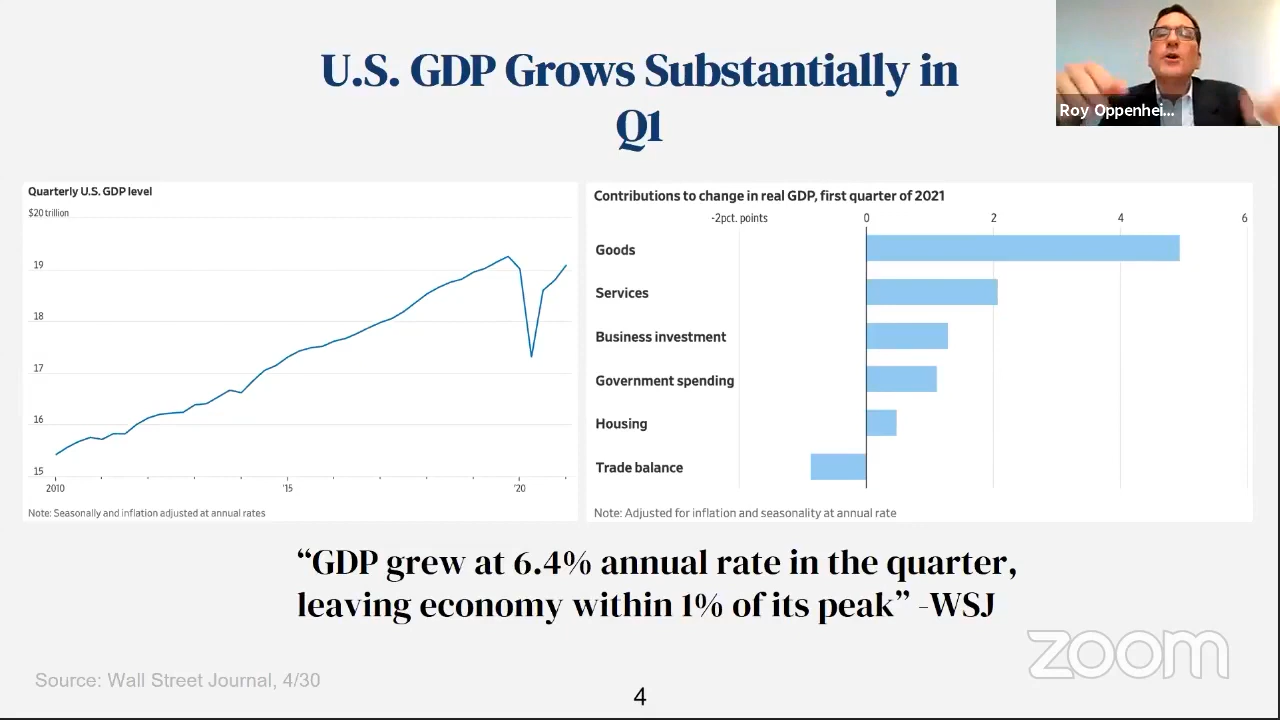 U.S. GDP Grows Substantially in
Q1
Roy Oppenhei...
Quarterly U.S. GDP level
$20 trillion
19
18
17
16
15
2010
'15
'20
Note: Seasonally and inflation adjusted at annual rates
Contributions to change in real GDP, first quarter of 2021
-2pct. points 0 2 4 6
Goods
Services
Business investment
Government spending
Housing
Trade balance
Note: Adjusted for inflation and seasonality at annual rate
“GDP grew at 6.4% annual rate in the quarter,
leaving economy within 1% of its peak” -WSJ
zoom
Source: Wall Street Journal, 4/30
4